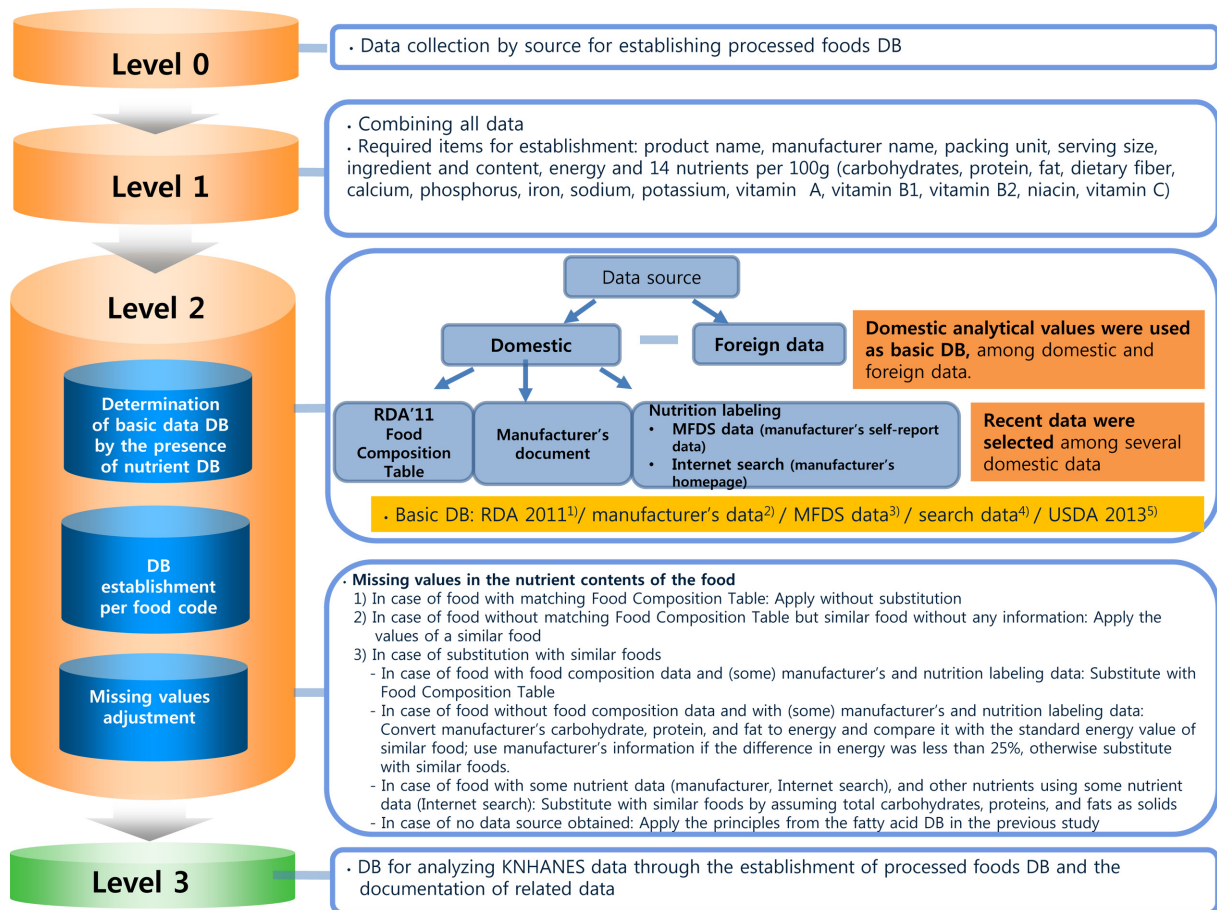 Level 0
· Data collection by source for establishing processed foods DB
Level 1
· Combining all data
· Required items for establishment: product name, manufacturer name, packing unit, serving size,
ingredient and content, energy and 14 nutrients per 100g (carbohydrates, protein, fat, dietary fiber,
calcium, phosphorus, iron, sodium, potassium, vitamin A, vitamin B1, vitamin B2, niacin, vitamin C)
Level 2
Determination
of basic data DB
by the presence
of nutrient DB
Data source
Domestic
Foreign data
RDA'11
Food
Composition
Table
Manufacturer's
document
Nutrition labeling
• MFDS data (manufacturer's self-report
data)
• Internet search (manufacturer's
homepage)
Domestic analytical values were used
as basic DB, among domestic and
foreign data.
Recent data were
selected among several
domestic data
· Basic DB: RDA 2011¹⁾/ manufacturer's data²⁾ / MFDS data³⁾ / search data⁴⁾ / USDA 2013⁵⁾
DB
establishment
per food code
Missing values
adjustment
· Missing values in the nutrient contents of the food
1) In case of food with matching Food Composition Table: Apply without substitution
2) In case of food without matching Food Composition Table but similar food without any information: Apply the
values of a similar food
3) In case of substitution with similar foods
- In case of food with food composition data and (some) manufacturer's and nutrition labeling data: Substitute with
Food Composition Table
- In case of food without food composition data and with (some) manufacturer's and nutrition labeling data:
Convert manufacturer's carbohydrate, protein, and fat to energy and compare it with the standard energy value of
similar food; use manufacturer's information if the difference in energy was less than 25%, otherwise substitute
with similar foods.
- In case of food with some nutrient data (manufacturer, Internet search), and other nutrients using some nutrient
data (Internet search): Substitute with similar foods by assuming total carbohydrates, proteins, and fats as solids
- In case of no data source obtained: Apply the principles from the fatty acid DB in the previous study
Level 3
· DB for analyzing KNHANES data through the establishment of processed foods DB and the
documentation of related data